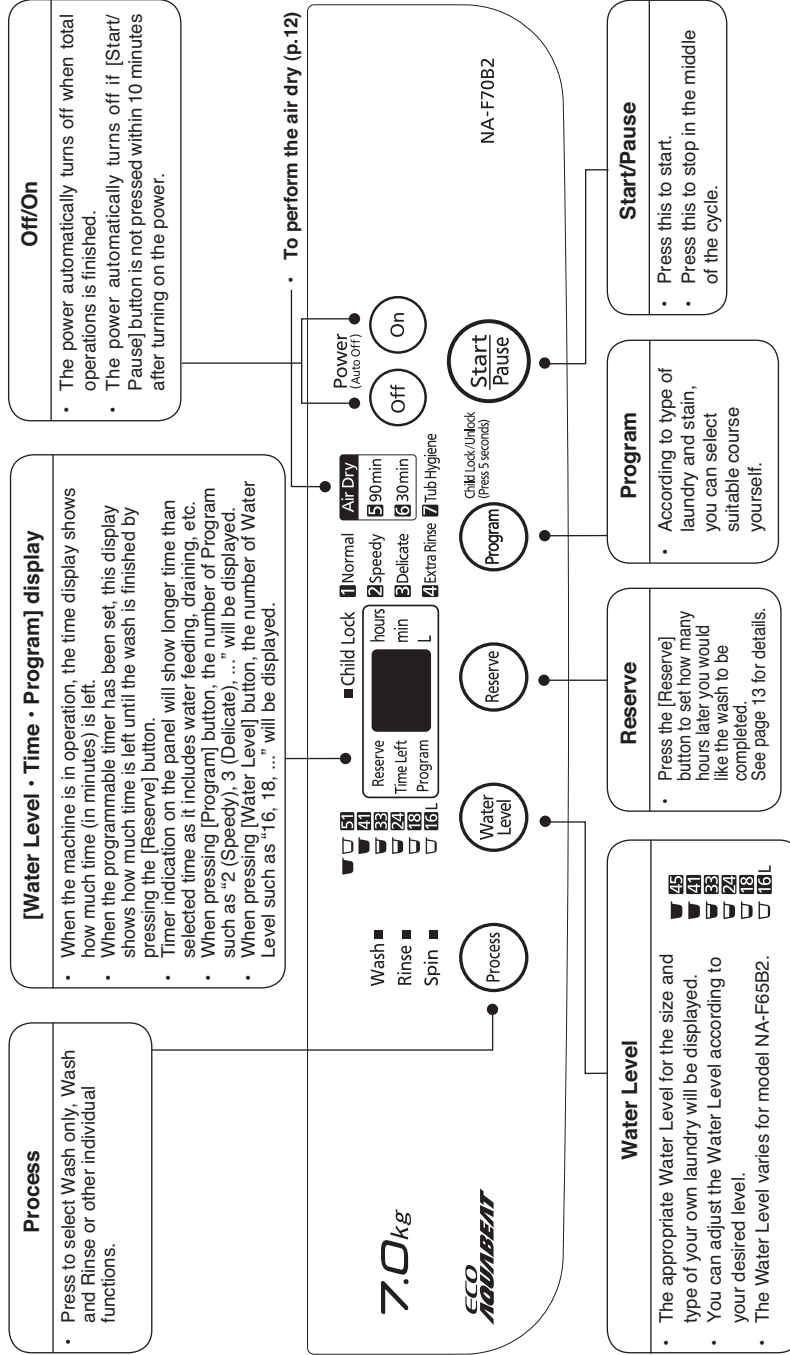 Process
• Press to select Wash only, Wash
and Rinse or other individual
functions.
[Water Level • Time • Program] display
• When the machine is in operation, the time display shows
how much time (in minutes) is left.
• When the programmable timer has been set, this display
shows how much time is left until the wash is finished by
pressing the [Reserve] button.
• Timer indication on the panel will show longer time than
selected time as it includes water feeding, draining, etc.
• When pressing [Program] button, the number of Program
such as "2 (Speedy), 3 (Delicate), ..." will be displayed.
• When pressing [Water Level] button, the number of Water
Level such as "16, 18, ..." will be displayed.
Off/On
• The power automatically turns off when total
operations is finished.
• The power automatically turns off if [Start/
Pause] button is not pressed within 10 minutes
after turning on the power.
• To perform the air dry (p.12)
7.0kg
ECO
AQUABEAT
Wash
Rinse
Spin
Process
51
41
33
24
18
16 L
Water
Level
Child Lock
Reserve hours
Time Left min
Program L
Reserve
1 Normal
2 Speedy
3 Delicate
4 Extra Rinse
Air Dry
5 90min
6 30min
7 Tub Hygiene
Child Lock/Unlock
(Press 5 seconds)
Program
Power
(Auto Off)
Off
On
Start
Pause
NA-F70B2
Water Level
• The appropriate Water Level for the size and
type of your own laundry will be displayed.
• You can adjust the Water Level according to
your desired level.
• The Water Level varies for model NA-F65B2.
45
41
33
24
18
16 L
Reserve
• Press the [Reserve]
button to set how many
hours later you would
like the wash to be
completed.
See page 13 for details.
Program
• According to type of
laundry and stain,
you can select
suitable course
yourself.
Start/Pause
• Press this to start.
• Press this to stop in the middle
of the cycle.